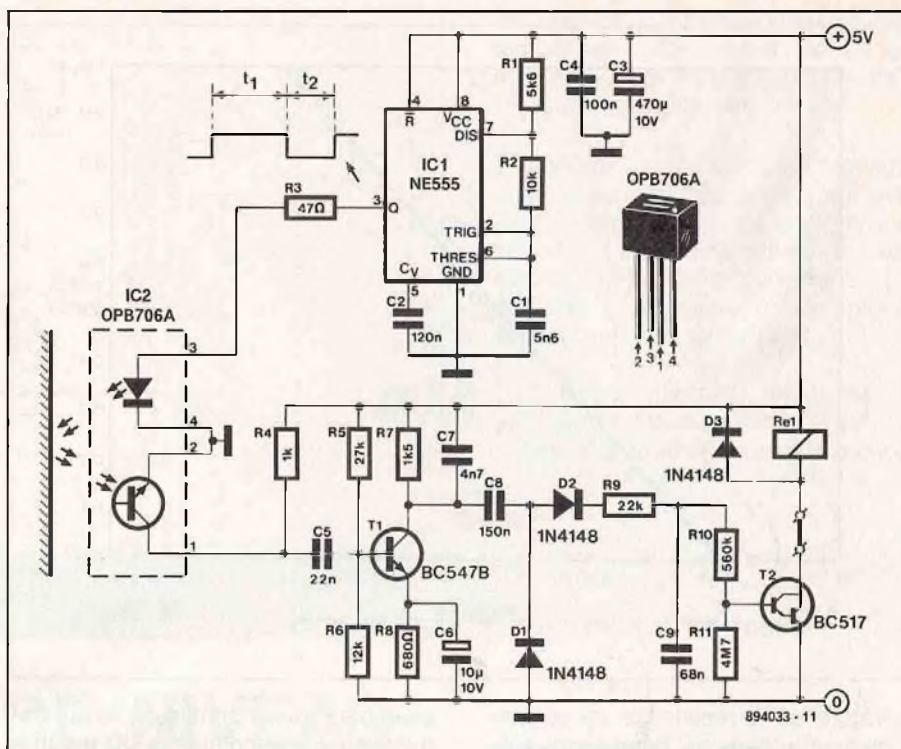 + 5V
t1 t2
4 8
R̅ VCC
DIS 7
IC1
NE555
3 Q
TRIG 2
THRES 6
CV GND
5 1
R1
5k6
R2
10k
R3
47Ω
C4
100n
C3
470µ
10V
OPB706A
2 3 1 4
C2
120n
C1
5n6
IC2
OPB706A
3
4
2
1
R4
1k
R5
27k
R7
1k5
C7
4n7
C8
150n
D2
1N4148
R9
22k
D3
1N4148
Re1
C5
22n
T1
BC547B
R10
560k
T2
BC517
R6
12k
R8
680Ω
C6
10µ
10V
D1
1N4148
C9
68n
R11
4M7
0
894033 - 11